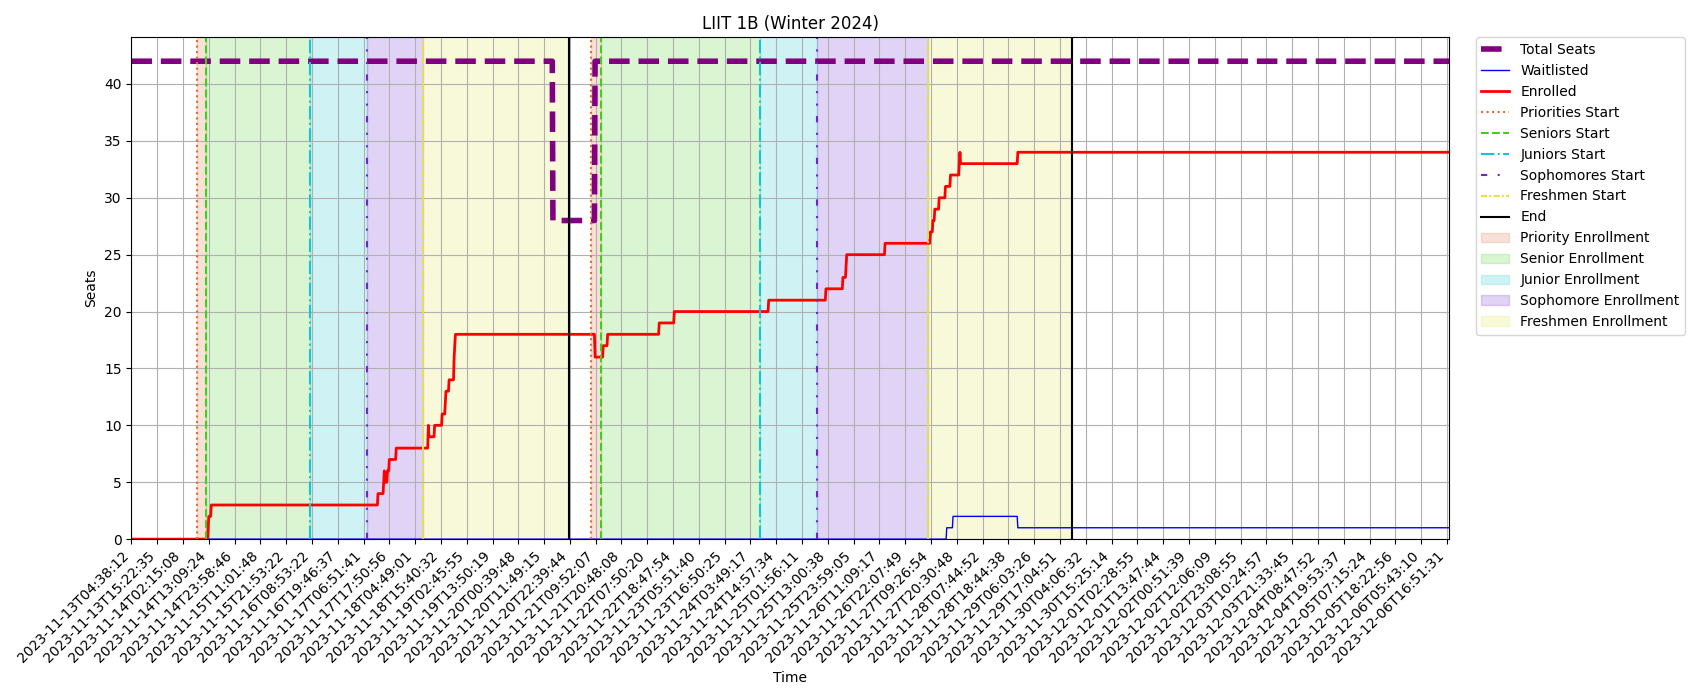 LIIT 1B (Winter 2024)
Seats
40
35
30
25
20
15
10
5
0
2023-11-13T04:38:12
2023-11-13T15:22:35
2023-11-14T02:15:08
2023-11-14T13:09:24
2023-11-14T23:58:46
2023-11-15T11:01:48
2023-11-15T21:53:22
2023-11-16T08:53:22
2023-11-16T19:46:37
2023-11-17T06:51:41
2023-11-17T17:50:56
2023-11-18T04:49:01
2023-11-18T15:40:32
2023-11-19T02:45:55
2023-11-19T13:50:19
2023-11-20T00:39:48
2023-11-20T11:49:15
2023-11-20T22:39:44
2023-11-21T09:52:07
2023-11-21T20:48:08
2023-11-22T07:50:20
2023-11-22T18:47:54
2023-11-23T05:51:40
2023-11-23T16:50:25
2023-11-24T03:49:17
2023-11-24T14:57:34
2023-11-25T01:56:11
2023-11-25T13:00:38
2023-11-25T23:59:05
2023-11-26T11:09:17
2023-11-26T22:07:49
2023-11-27T09:26:54
2023-11-27T20:30:48
2023-11-28T07:44:52
2023-11-28T18:44:38
2023-11-29T06:03:26
2023-11-29T17:04:51
2023-11-30T04:06:32
2023-11-30T15:25:14
2023-12-01T02:28:55
2023-12-01T13:47:44
2023-12-02T00:51:39
2023-12-02T12:06:09
2023-12-02T23:08:55
2023-12-03T10:24:57
2023-12-03T21:33:45
2023-12-04T08:47:52
2023-12-04T19:53:37
2023-12-05T07:15:24
2023-12-05T18:22:56
2023-12-06T05:43:10
2023-12-06T16:51:31
Time
Total Seats
Waitlisted
Enrolled
Priorities Start
Seniors Start
Juniors Start
Sophomores Start
Freshmen Start
End
Priority Enrollment
Senior Enrollment
Junior Enrollment
Sophomore Enrollment
Freshmen Enrollment